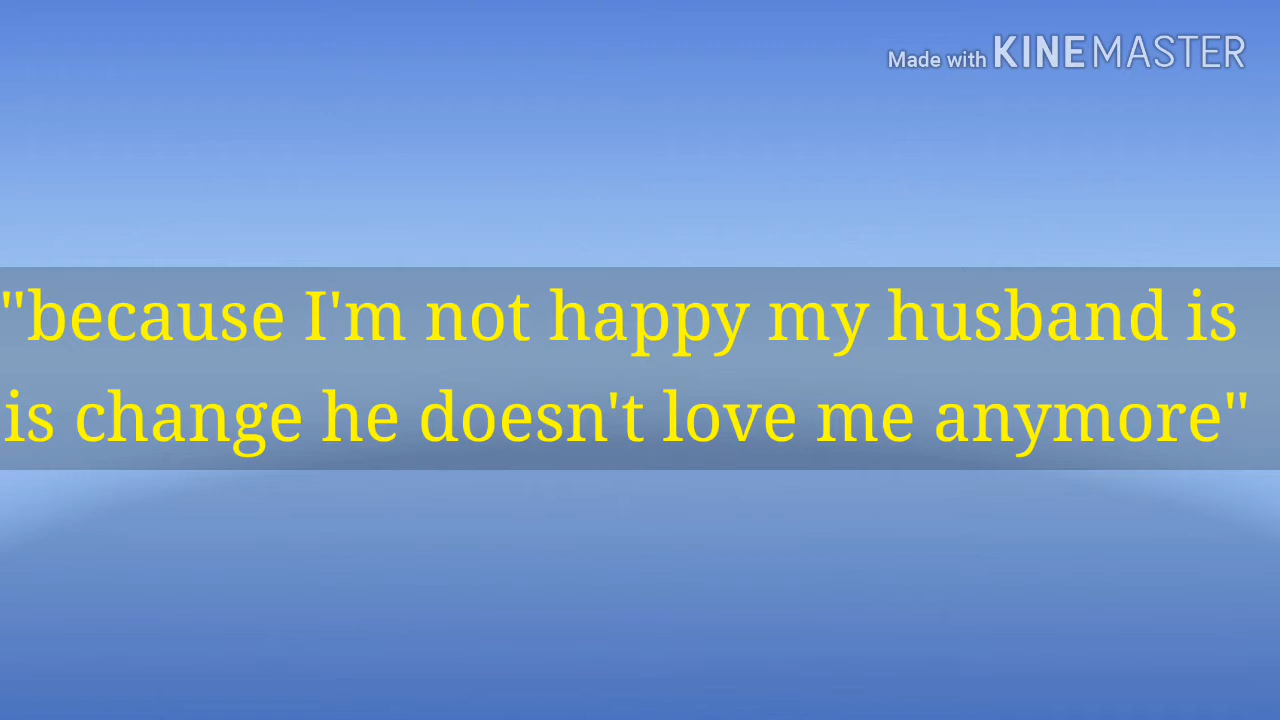 Made with KINEMASTER
"because I'm not happy my husband is
is change he doesn't love me anymore"